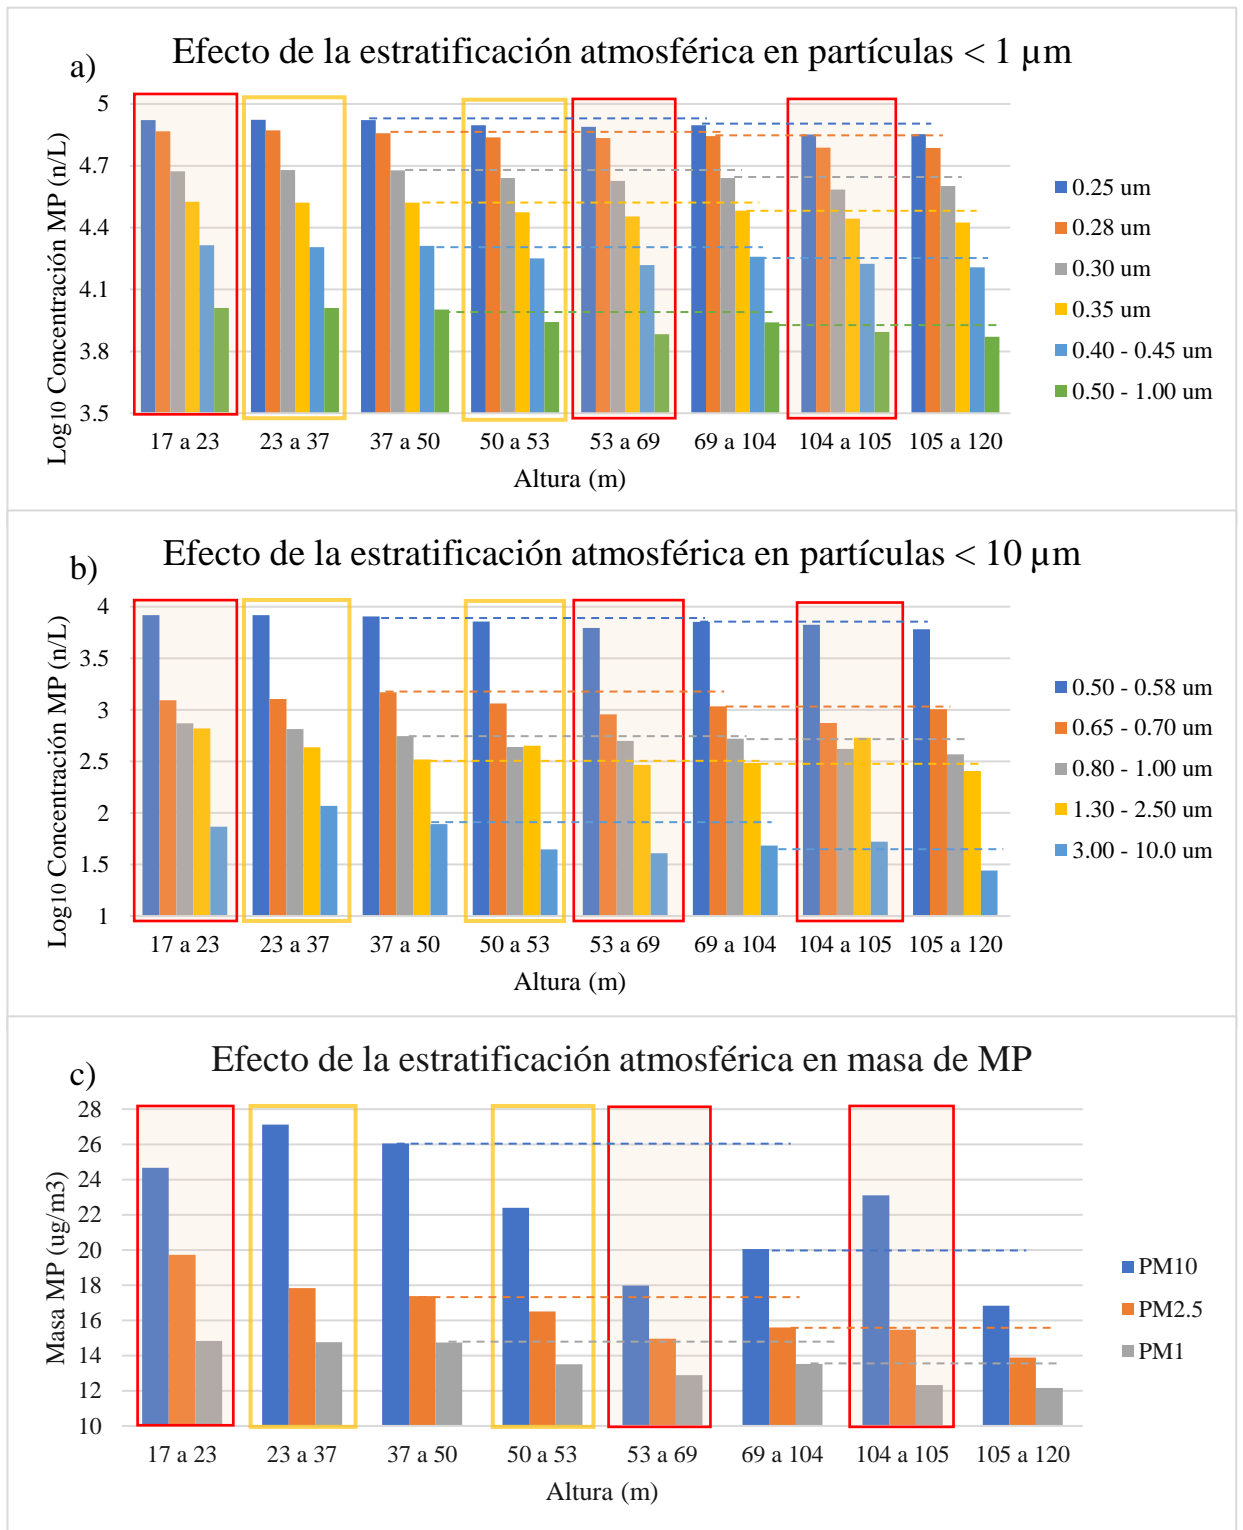 a)
Efecto de la estratificación atmosférica en partículas < 1 µm
Log10 Concentración MP (n/L)
5
4.7
4.4
4.1
3.8
3.5
17 a 23
23 a 37
37 a 50
50 a 53
53 a 69
69 a 104
104 a 105
105 a 120
Altura (m)
0.25 um
0.28 um
0.30 um
0.35 um
0.40 - 0.45 um
0.50 - 1.00 um
b)
Efecto de la estratificación atmosférica en partículas < 10 µm
Log10 Concentración MP (n/L)
4
3.5
3
2.5
2
1.5
1
17 a 23
23 a 37
37 a 50
50 a 53
53 a 69
69 a 104
104 a 105
105 a 120
Altura (m)
0.50 - 0.58 um
0.65 - 0.70 um
0.80 - 1.00 um
1.30 - 2.50 um
3.00 - 10.0 um
c)
Efecto de la estratificación atmosférica en masa de MP
Masa MP (ug/m3)
28
26
24
22
20
18
16
14
12
10
17 a 23
23 a 37
37 a 50
50 a 53
53 a 69
69 a 104
104 a 105
105 a 120
Altura (m)
PM10
PM2.5
PM1